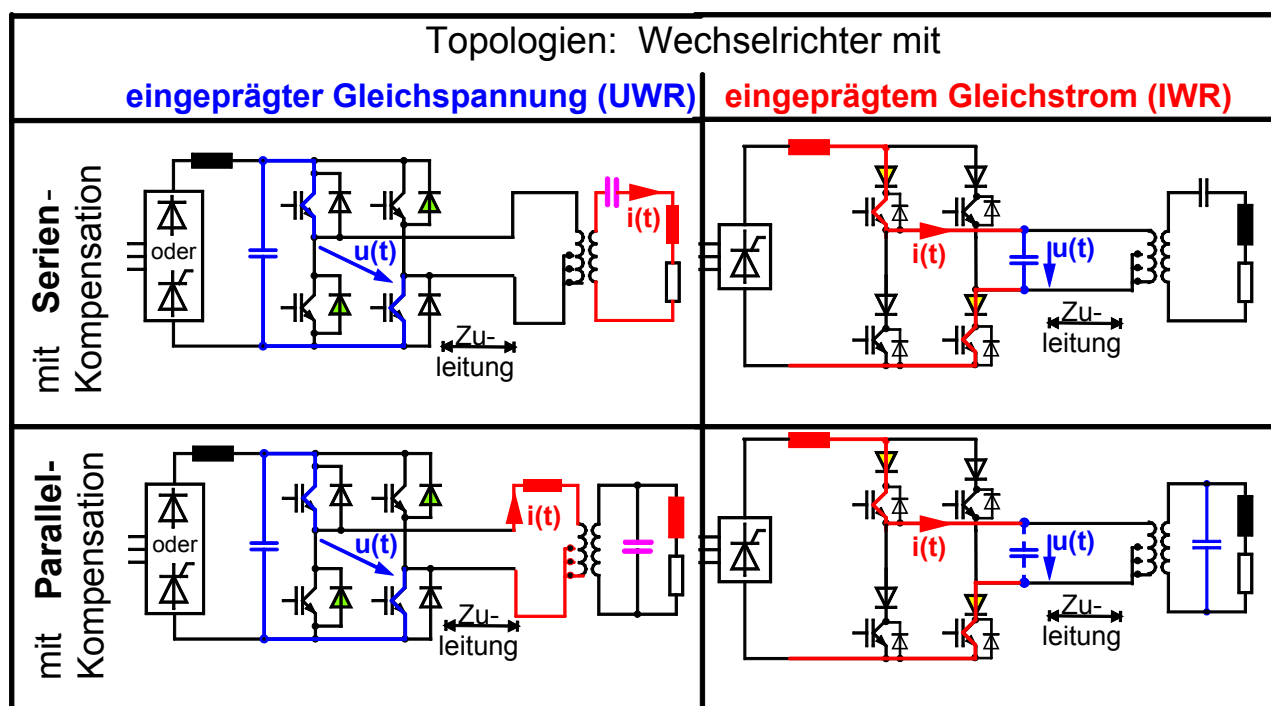 Topologien: Wechselrichter mit
eingeprägter Gleichspannung (UWR)
eingeprägtem Gleichstrom (IWR)
mit Serien-
Kompensation
oder
u(t)
i(t)
Zu-
leitung
i(t)
u(t)
Zu-
leitung
mit Parallel-
Kompensation
oder
u(t)
i(t)
Zu-
leitung
i(t)
u(t)
Zu-
leitung